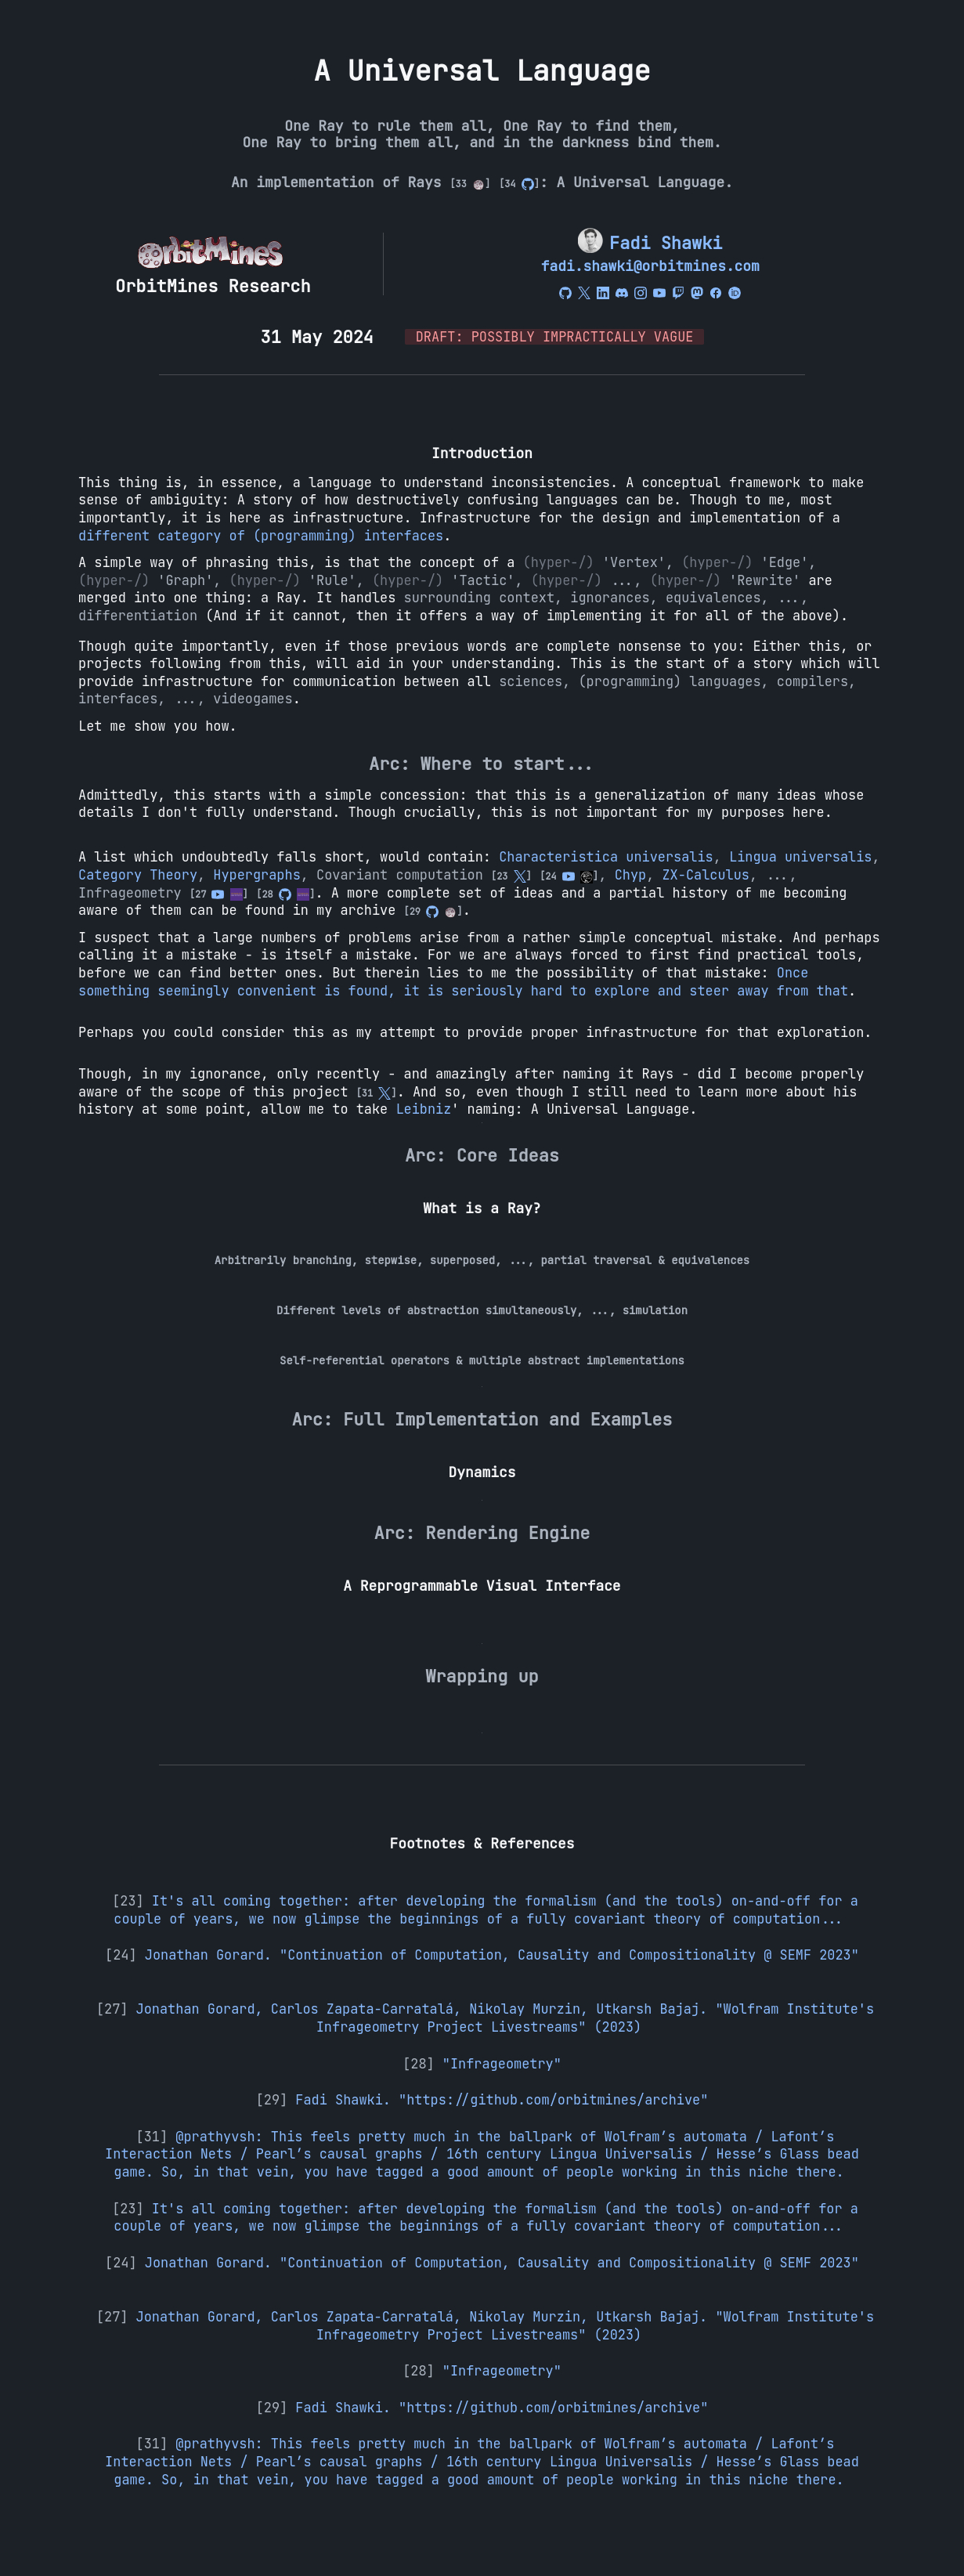 A Universal Language
One Ray to rule them all, One Ray to find them,
One Ray to bring them all, and in the darkness bind them.
An implementation of Rays [33 ] [34 ]: A Universal Language.
OrbitMines
OrbitMines Research
Fadi Shawki
fadi.shawki@orbitmines.com
31 May 2024
DRAFT: POSSIBLY IMPRACTICALLY VAGUE
Introduction
This thing is, in essence, a language to understand inconsistencies. A conceptual framework to make
sense of ambiguity: A story of how destructively confusing languages can be. Though to me, most
importantly, it is here as infrastructure. Infrastructure for the design and implementation of a
different category of (programming) interfaces.
A simple way of phrasing this, is that the concept of a (hyper-/) 'Vertex', (hyper-/) 'Edge',
(hyper-/) 'Graph', (hyper-/) 'Rule', (hyper-/) 'Tactic', (hyper-/) ..., (hyper-/) 'Rewrite' are
merged into one thing: a Ray. It handles surrounding context, ignorances, equivalences, ...,
differentiation (And if it cannot, then it offers a way of implementing it for all of the above).
Though quite importantly, even if those previous words are complete nonsense to you: Either this, or
projects following from this, will aid in your understanding. This is the start of a story which will
provide infrastructure for communication between all sciences, (programming) languages, compilers,
interfaces, ..., videogames.
Let me show you how.
Arc: Where to start...
Admittedly, this starts with a simple concession: that this is a generalization of many ideas whose
details I don't fully understand. Though crucially, this is not important for my purposes here.
A list which undoubtedly falls short, would contain: Characteristica universalis, Lingua universalis,
Category Theory, Hypergraphs, Covariant computation [23 ] [24 ], Chyp, ZX-Calculus, ...,
Infrageometry [27 ] [28 ]. A more complete set of ideas and a partial history of me becoming
aware of them can be found in my archive [29 ].
I suspect that a large numbers of problems arise from a rather simple conceptual mistake. And perhaps
calling it a mistake - is itself a mistake. For we are always forced to first find practical tools,
before we can find better ones. But therein lies to me the possibility of that mistake: Once
something seemingly convenient is found, it is seriously hard to explore and steer away from that.
Perhaps you could consider this as my attempt to provide proper infrastructure for that exploration.
Though, in my ignorance, only recently - and amazingly after naming it Rays - did I become properly
aware of the scope of this project [31 ]. And so, even though I still need to learn more about his
history at some point, allow me to take Leibniz' naming: A Universal Language.
Arc: Core Ideas
What is a Ray?
Arbitrarily branching, stepwise, superposed, ..., partial traversal & equivalences
Different levels of abstraction simultaneously, ..., simulation
Self-referential operators & multiple abstract implementations
Arc: Full Implementation and Examples
Dynamics
Arc: Rendering Engine
A Reprogrammable Visual Interface
Wrapping up
Footnotes & References
[23] It's all coming together: after developing the formalism (and the tools) on-and-off for a
couple of years, we now glimpse the beginnings of a fully covariant theory of computation...
[24] Jonathan Gorard. "Continuation of Computation, Causality and Compositionality @ SEMF 2023"
[27] Jonathan Gorard, Carlos Zapata-Carratalá, Nikolay Murzin, Utkarsh Bajaj. "Wolfram Institute's
Infrageometry Project Livestreams" (2023)
[28] "Infrageometry"
[29] Fadi Shawki. "https://github.com/orbitmines/archive"
[31] @prathyvsh: This feels pretty much in the ballpark of Wolfram’s automata / Lafont’s
Interaction Nets / Pearl’s causal graphs / 16th century Lingua Universalis / Hesse’s Glass bead
game. So, in that vein, you have tagged a good amount of people working in this niche there.
[23] It's all coming together: after developing the formalism (and the tools) on-and-off for a
couple of years, we now glimpse the beginnings of a fully covariant theory of computation...
[24] Jonathan Gorard. "Continuation of Computation, Causality and Compositionality @ SEMF 2023"
[27] Jonathan Gorard, Carlos Zapata-Carratalá, Nikolay Murzin, Utkarsh Bajaj. "Wolfram Institute's
Infrageometry Project Livestreams" (2023)
[28] "Infrageometry"
[29] Fadi Shawki. "https://github.com/orbitmines/archive"
[31] @prathyvsh: This feels pretty much in the ballpark of Wolfram’s automata / Lafont’s
Interaction Nets / Pearl’s causal graphs / 16th century Lingua Universalis / Hesse’s Glass bead
game. So, in that vein, you have tagged a good amount of people working in this niche there.